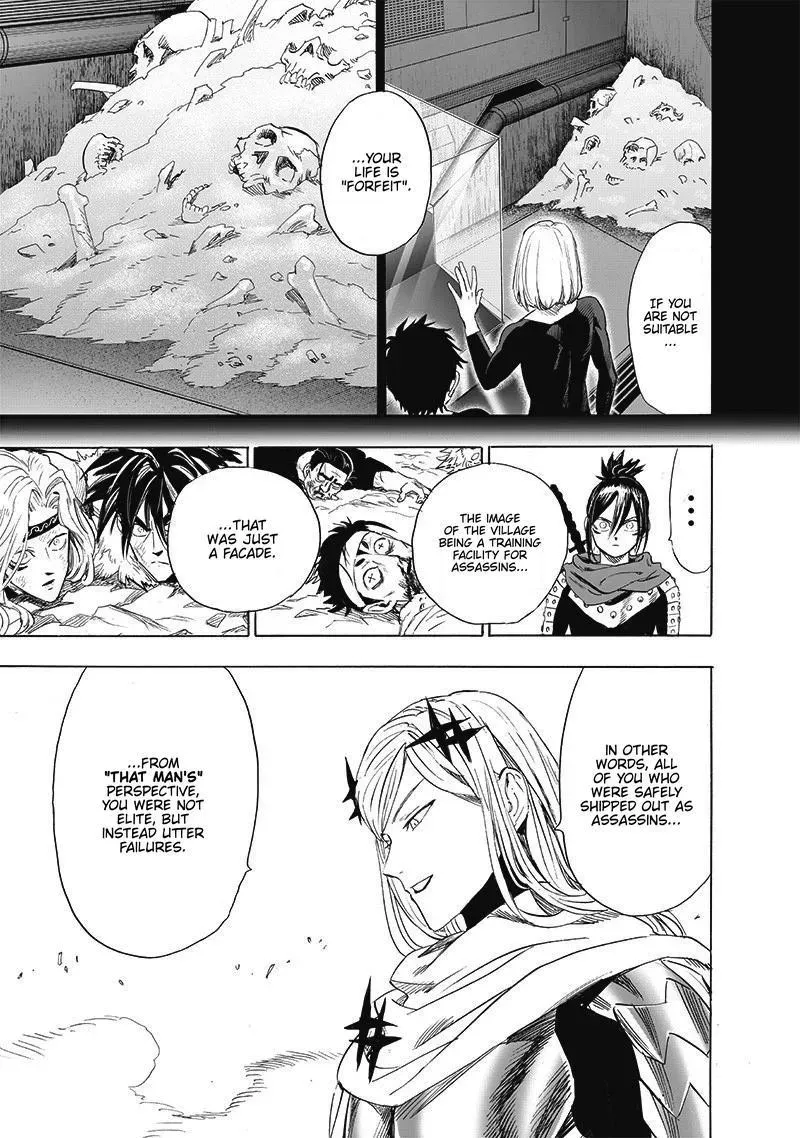 IF YOU
ARE NOT
SUITABLE
...
...YOUR
LIFE IS
"FORFEIT".
...
THE IMAGE
OF THE VILLAGE
BEING A TRAINING
FACILITY FOR
ASSASSINS...
...THAT
WAS JUST
A FACADE.
IN OTHER
WORDS, ALL
OF YOU WHO
WERE SAFELY
SHIPPED OUT AS
ASSASSINS...
...FROM
"THAT MAN'S"
PERSPECTIVE,
YOU WERE NOT
ELITE, BUT
INSTEAD UTTER
FAILURES.